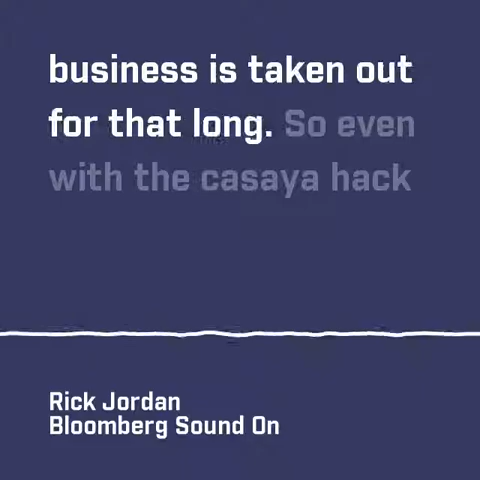 business is taken out
for that long. So even
with the casaya hack
Rick Jordan
Bloomberg Sound On